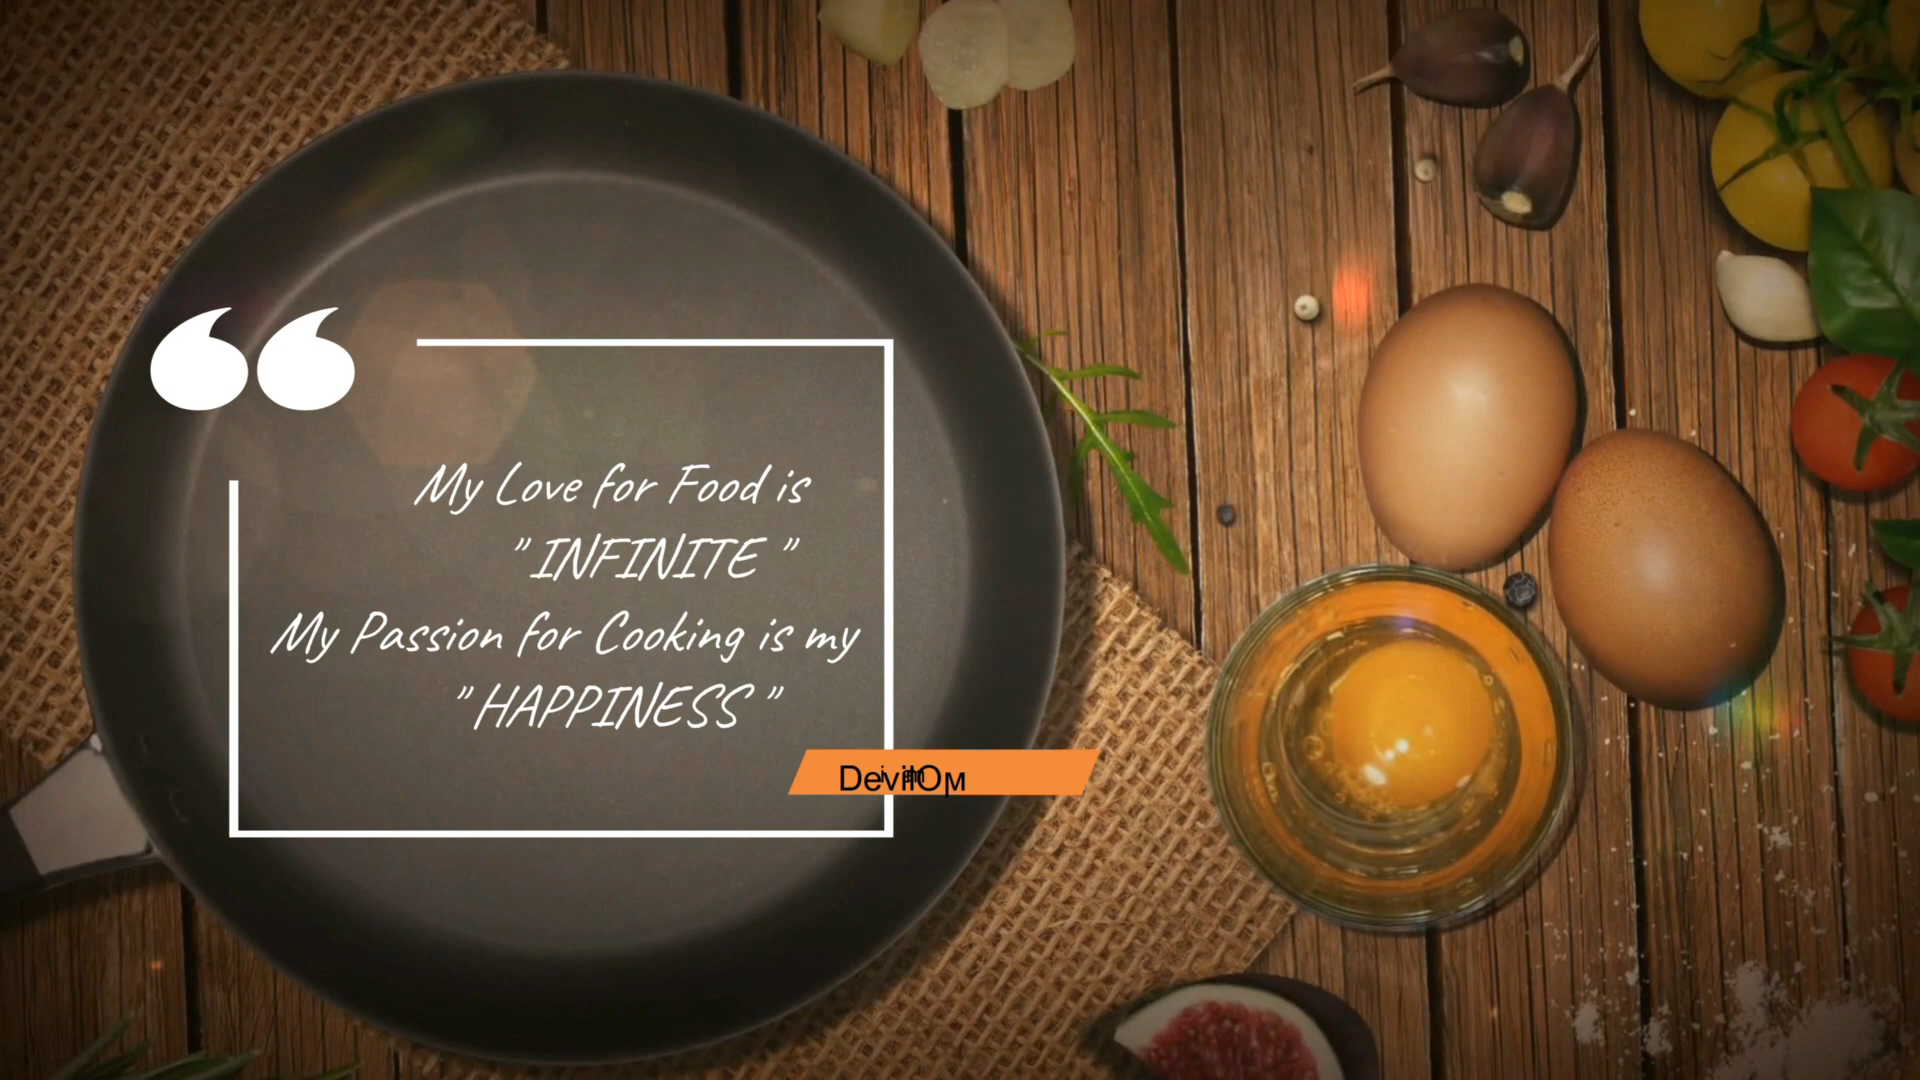 My Love for Food is
" INFINITE "
My Passion for Cooking is my
" HAPPINESS "